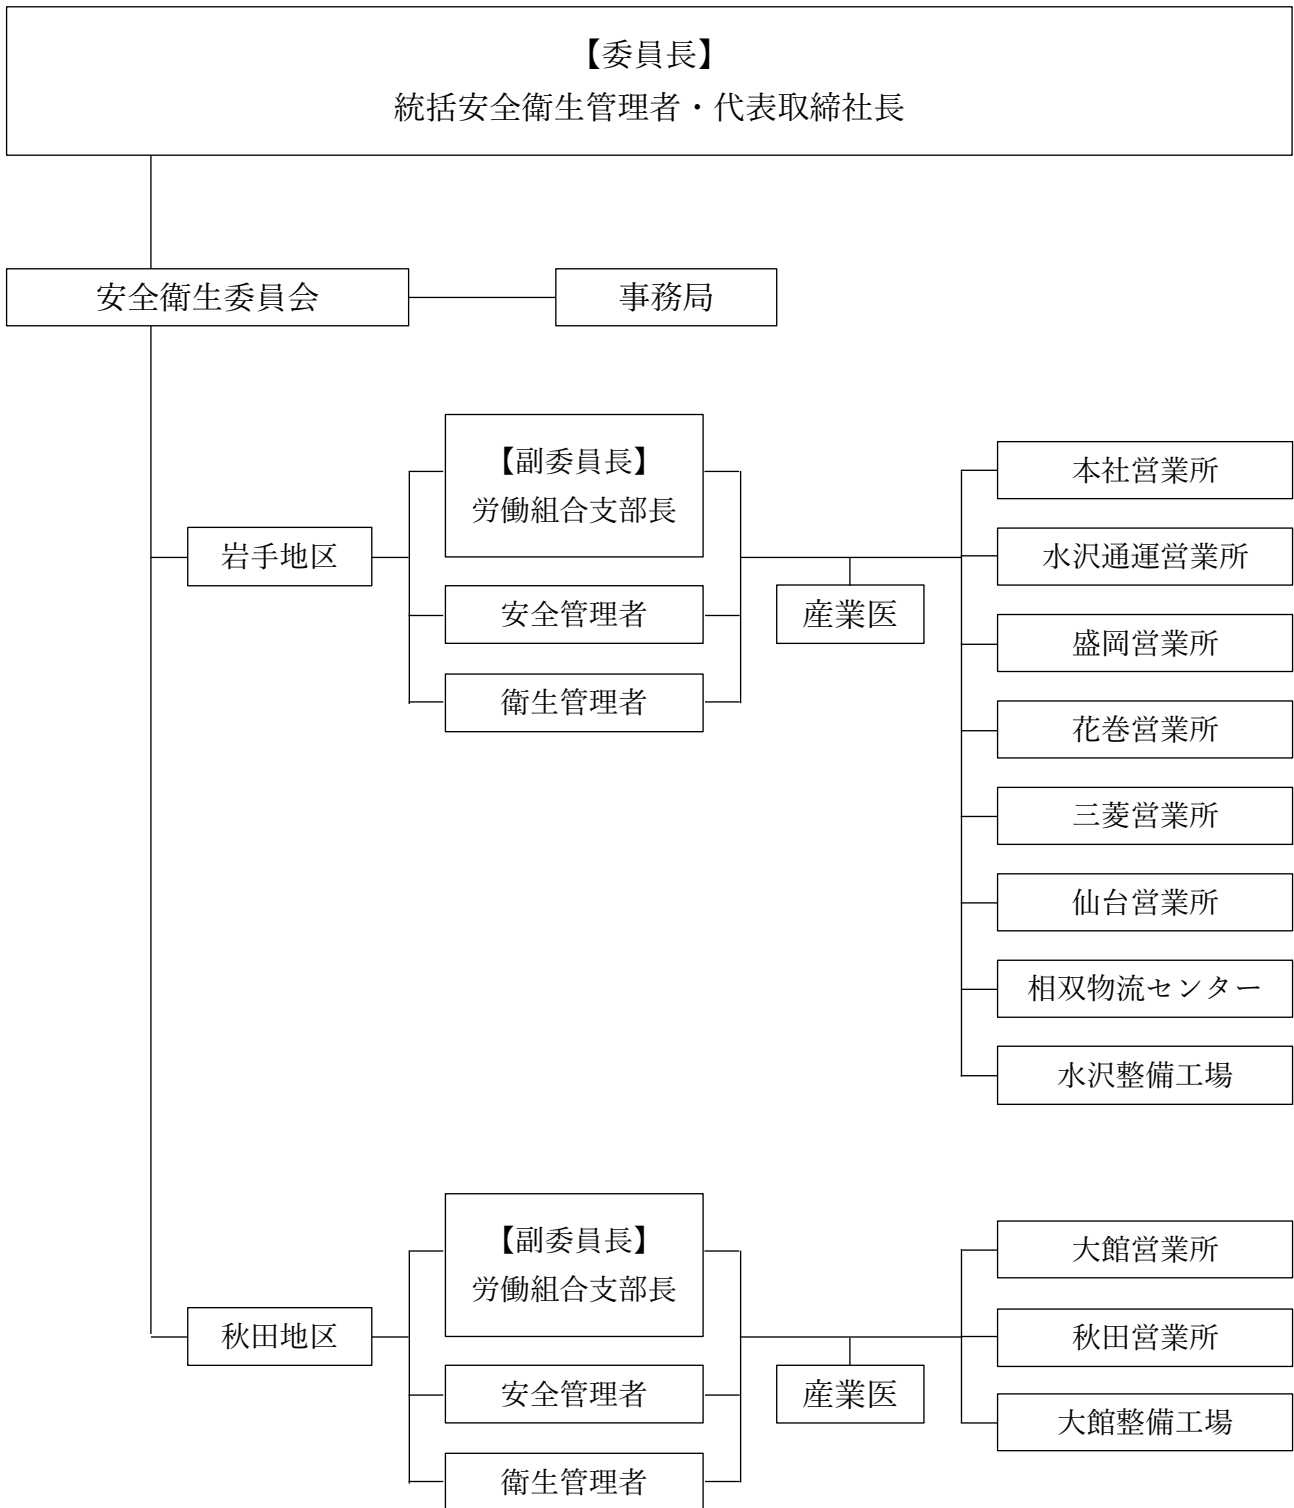 【委員長】
統括安全衛生管理者・代表取締社長
安全衛生委員会
事務局
岩手地区
【副委員長】
労働組合支部長
安全管理者
衛生管理者
産業医
本社営業所
水沢通運営業所
盛岡営業所
花巻営業所
三菱営業所
仙台営業所
相双物流センター
水沢整備工場
秋田地区
【副委員長】
労働組合支部長
安全管理者
衛生管理者
産業医
大館営業所
秋田営業所
大館整備工場